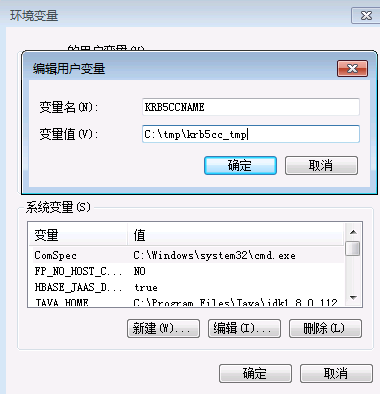 环境变量
的用户变量(U)
编辑用户变量
变量名(N): KRB5CCNAME
变量值(V): C:\tmp\krb5cc_tmp
确定 取消
系统变量(S)
变量 值
ComSpec C:\Windows\system32\cmd.exe
FP_NO_HOST_C... NO
HBASE_JAAS_D... true
JAVA_HOME C:\Program Files\Java\jdk1.8.0_112
新建(W)... 编辑(I)... 删除(L)
确定 取消